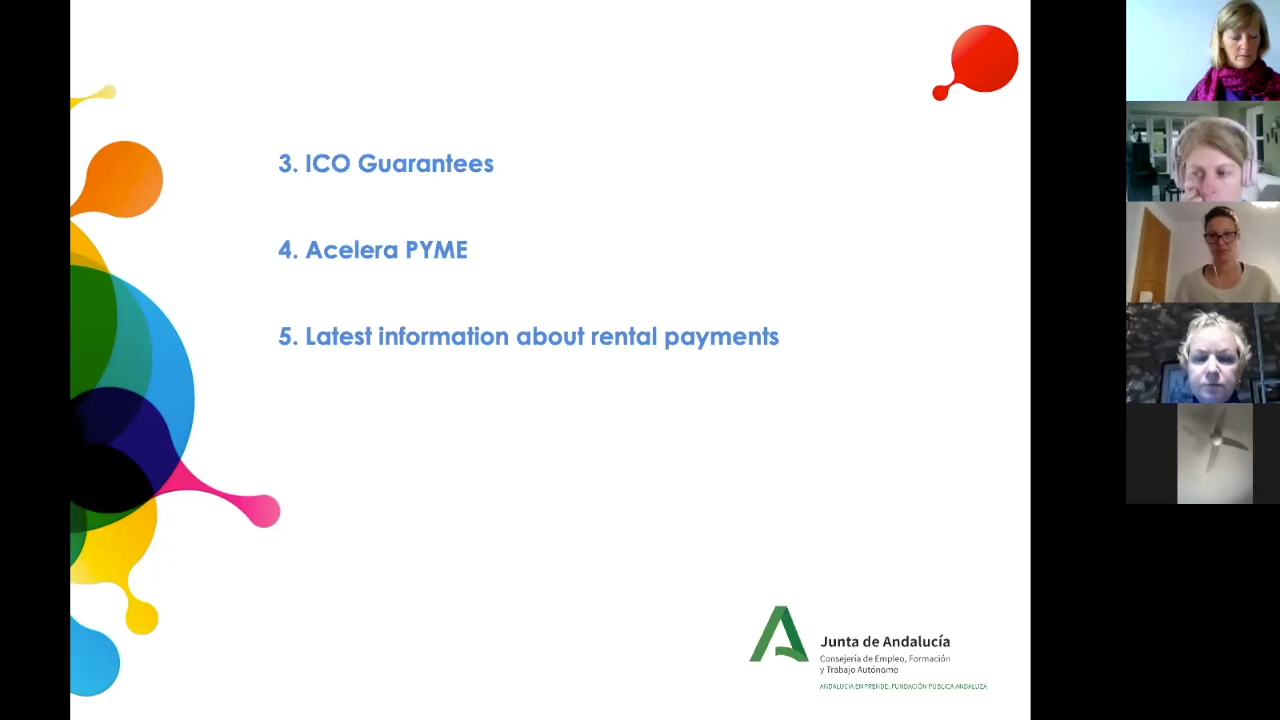 3. ICO Guarantees
4. Acelera PYME
5. Latest information about rental payments
Junta de Andalucía
Consejería de Empleo, Formación
y Trabajo Autónomo
ANDALUCÍA EMPRENDE, FUNDACIÓN PÚBLICA ANDALUZA